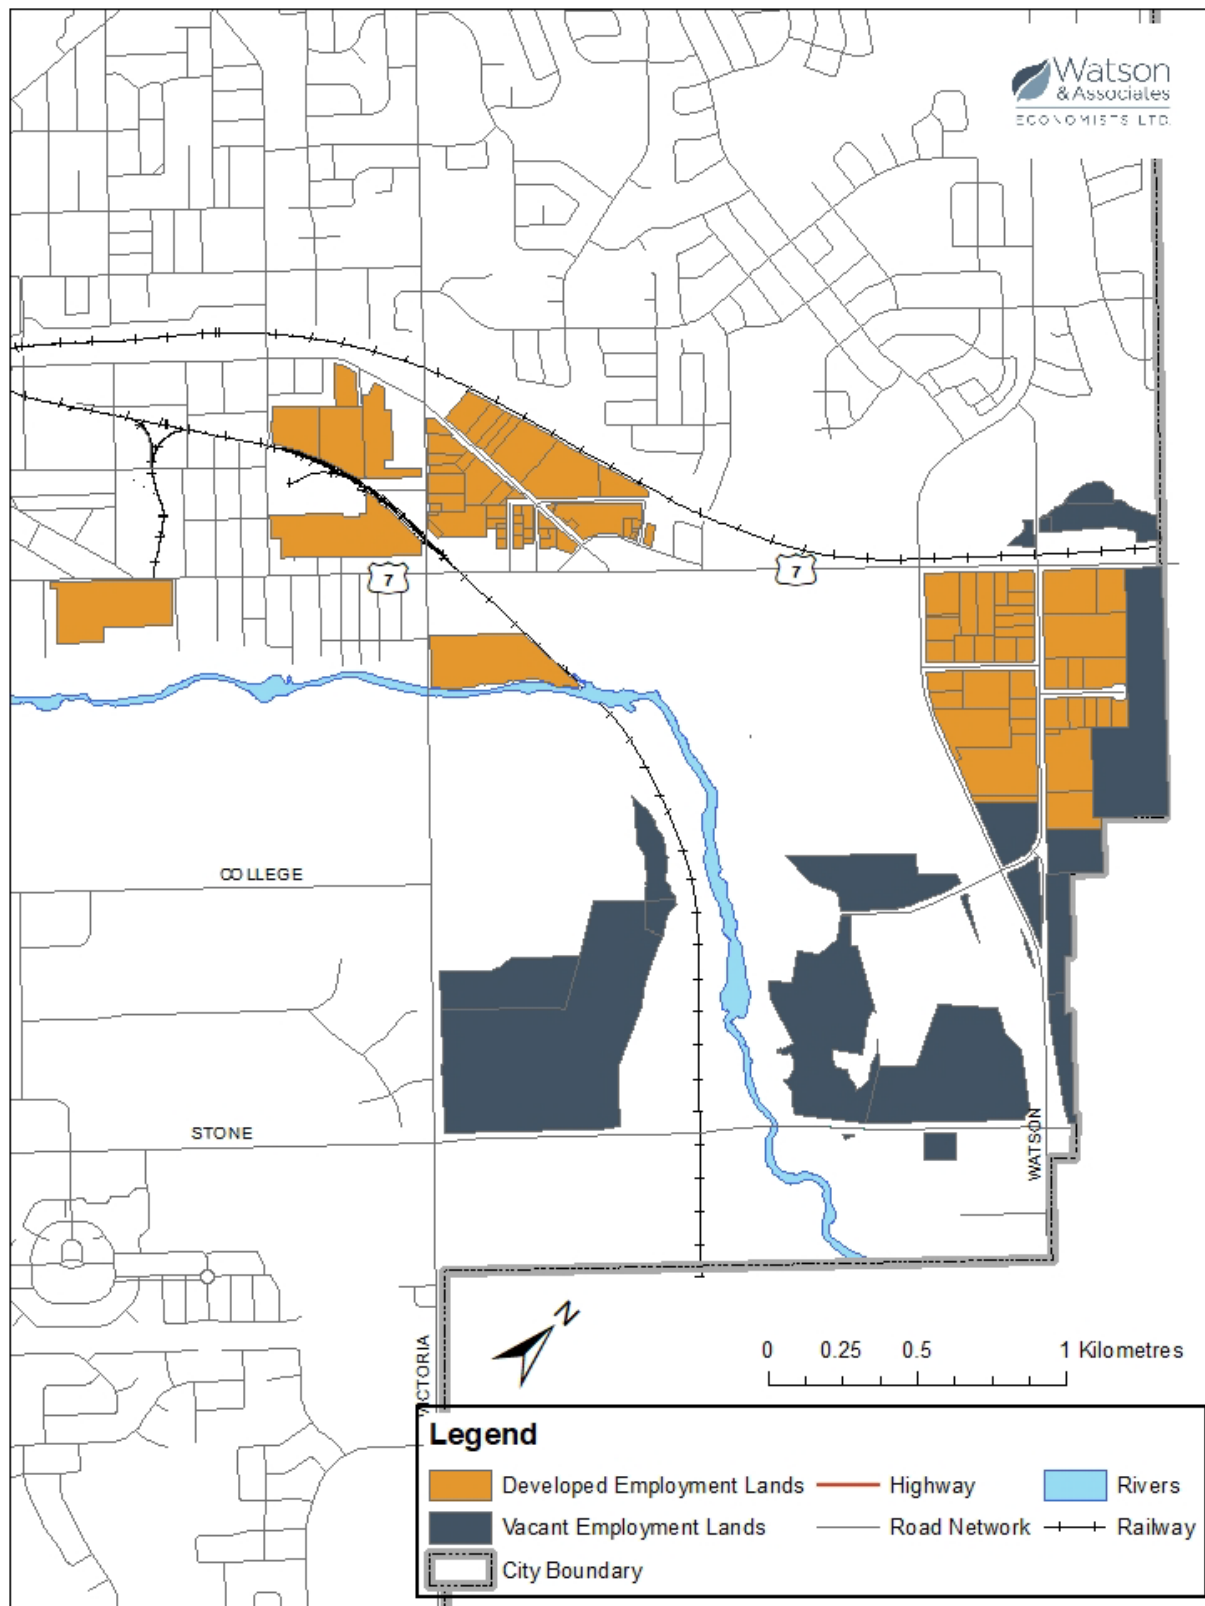 Watson
& Associates
ECONOMISTS LTD.
7
7
COLLEGE
STONE
WATSON
VICTORIA
N
0 0.25 0.5 1 Kilometres
Legend
Developed Employment Lands Highway Rivers
Vacant Employment Lands Road Network Railway
City Boundary